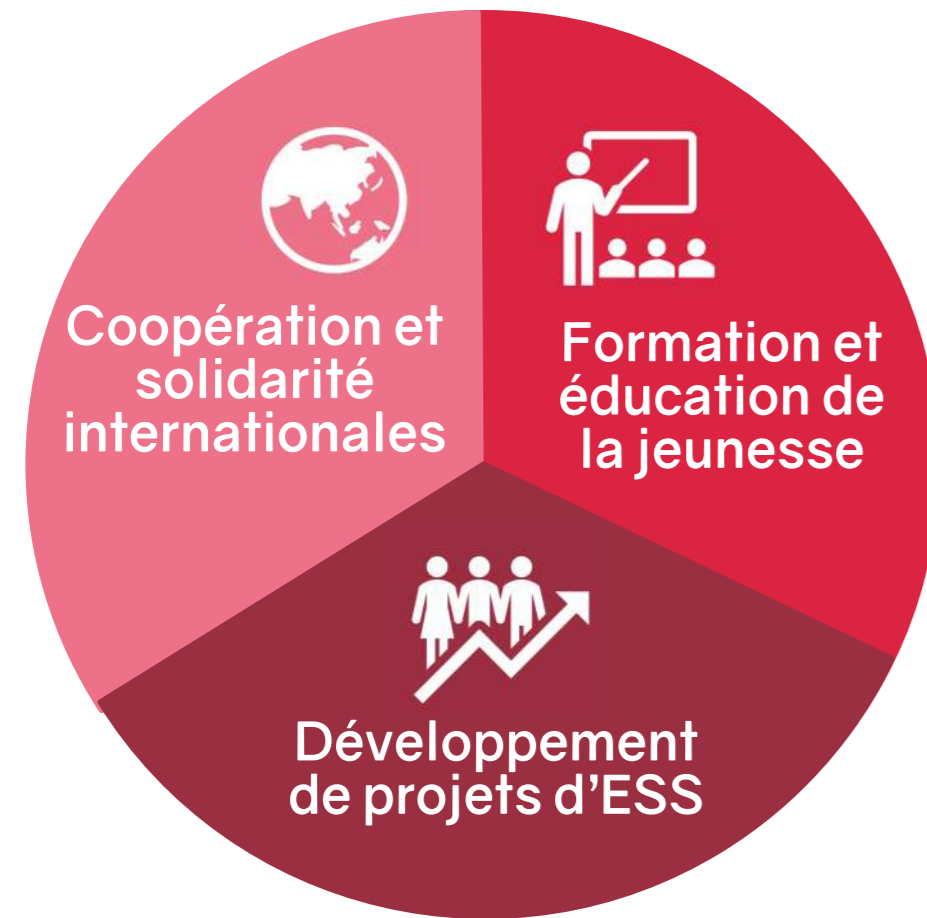 Coopération et
solidarité
internationales
Formation et
éducation de
la jeunesse
Développement
de projets d’ESS